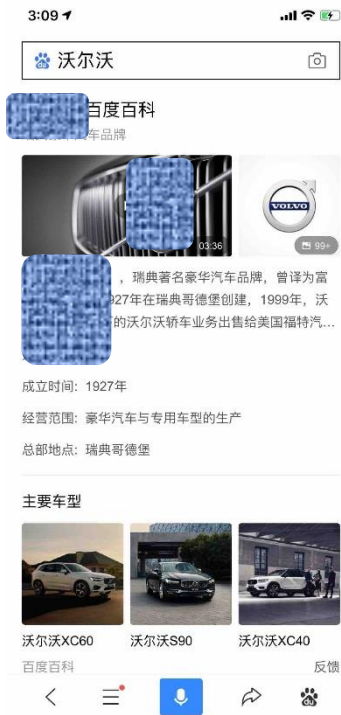 3:09
沃尔沃
百度百科
车品牌
03:36
VOLVO
99+
，瑞典著名豪华汽车品牌，曾译为富
927年在瑞典哥德堡创建，1999年，沃
的沃尔沃轿车业务出售给美国福特汽…
成立时间：1927年
经营范围：豪华汽车与专用车型的生产
总部地点：瑞典哥德堡
主要车型
沃尔沃XC60 沃尔沃S90 沃尔沃XC40
百度百科 反馈